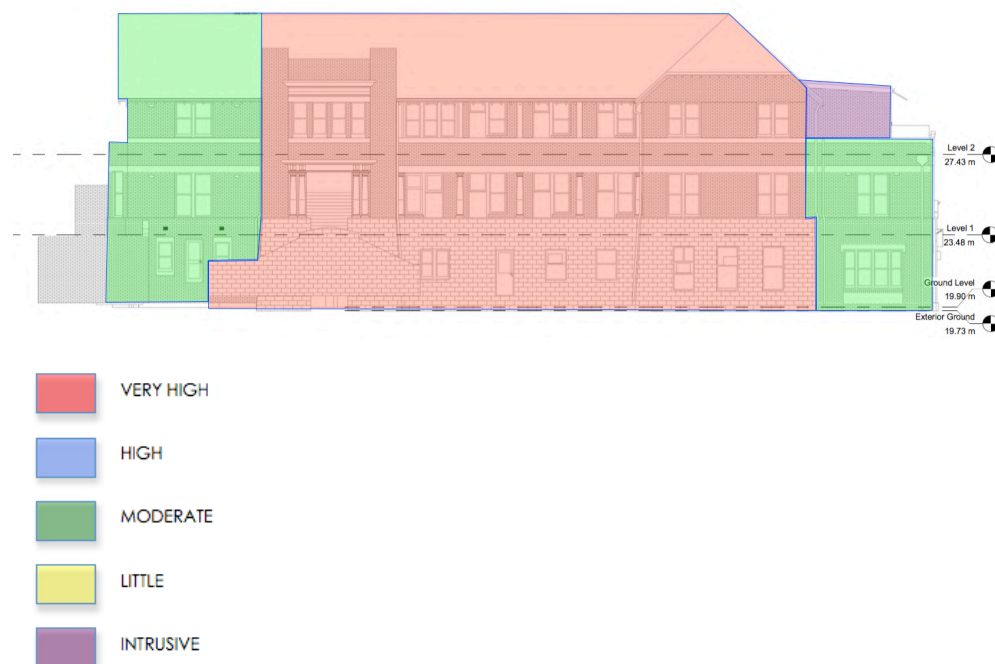 Level 2
27.43 m
Level 1
23.48 m
Ground Level
19.90 m
Exterior Ground
19.73 m
VERY HIGH
HIGH
MODERATE
LITTLE
INTRUSIVE